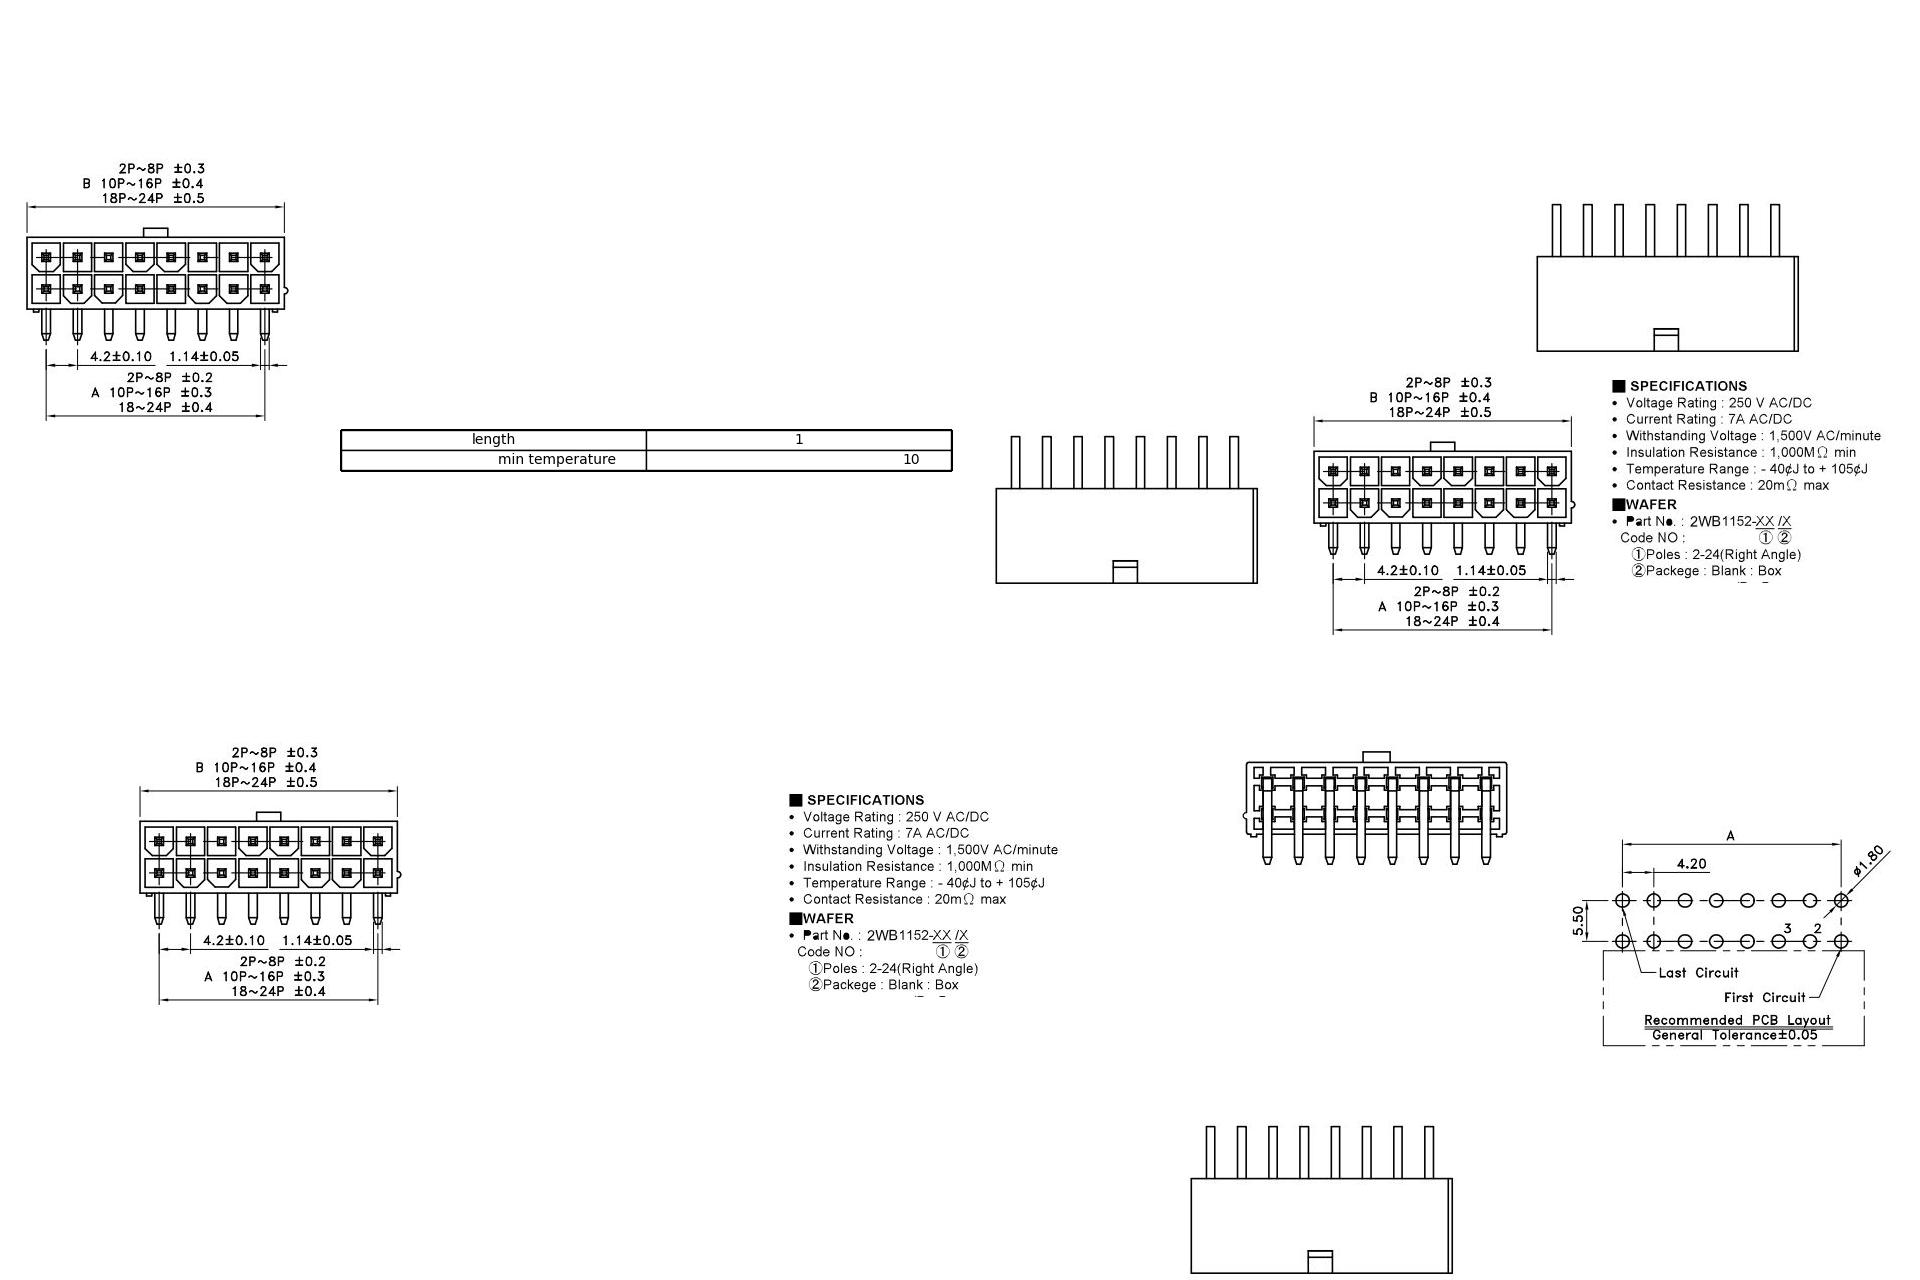 2P~8P ±0.3
B 10P~16P ±0.4
18P~24P ±0.5
4.2±0.10 1.14±0.05
2P~8P ±0.2
A 10P~16P ±0.3
18~24P ±0.4
length 1
min temperature 10
2P~8P ±0.3
B 10P~16P ±0.4
18P~24P ±0.5
4.2±0.10 1.14±0.05
2P~8P ±0.2
A 10P~16P ±0.3
18~24P ±0.4
■ SPECIFICATIONS
• Voltage Rating : 250 V AC/DC
• Current Rating : 7A AC/DC
• Withstanding Voltage : 1,500V AC/minute
• Insulation Resistance : 1,000MΩ min
• Temperature Range : - 40¢J to + 105¢J
• Contact Resistance : 20mΩ max
■WAFER
• Part No. : 2WB1152-XX /X
Code NO : ① ②
①Poles : 2-24(Right Angle)
②Packege : Blank : Box
2P~8P ±0.3
B 10P~16P ±0.4
18P~24P ±0.5
4.2±0.10 1.14±0.05
2P~8P ±0.2
A 10P~16P ±0.3
18~24P ±0.4
■ SPECIFICATIONS
• Voltage Rating : 250 V AC/DC
• Current Rating : 7A AC/DC
• Withstanding Voltage : 1,500V AC/minute
• Insulation Resistance : 1,000MΩ min
• Temperature Range : - 40¢J to + 105¢J
• Contact Resistance : 20mΩ max
■WAFER
• Part No. : 2WB1152-XX /X
Code NO : ① ②
①Poles : 2-24(Right Angle)
②Packege : Blank : Box
A
4.20
ø1.80
5.50
3 2
Last Circuit
First Circuit
Recommended PCB Layout
General Tolerance±0.05